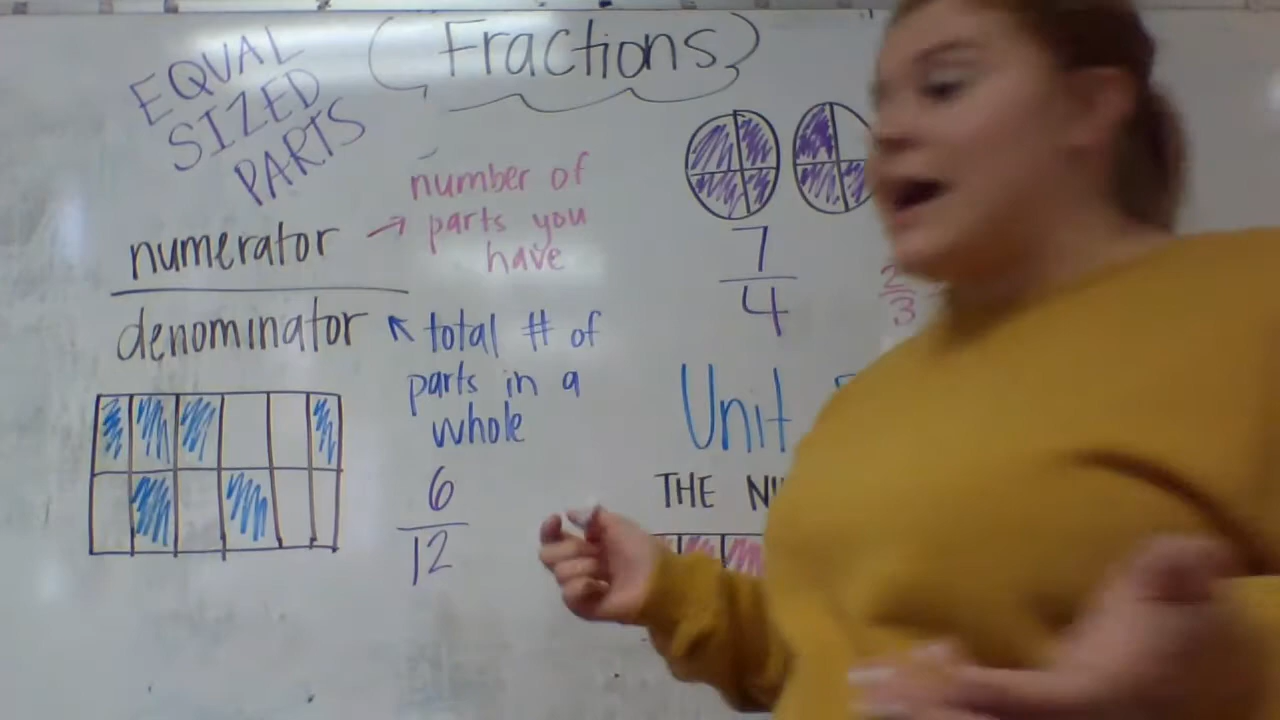 Fractions
EQUAL
SIZED
PARTS
numerator → number of
parts you
have
denominator ↖ total # of
parts in a
whole
6
12
7
4
2
3
Unit
THE